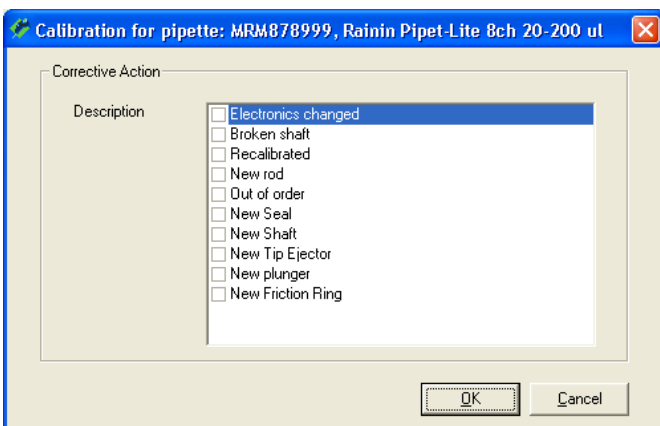 Calibration for pipette: MRM878999, Rainin Pipet-Lite 8ch 20-200 ul
Corrective Action
Description
Electronics changed
Broken shaft
Recalibrated
New rod
Out of order
New Seal
New Shaft
New Tip Ejector
New plunger
New Friction Ring
OK
Cancel